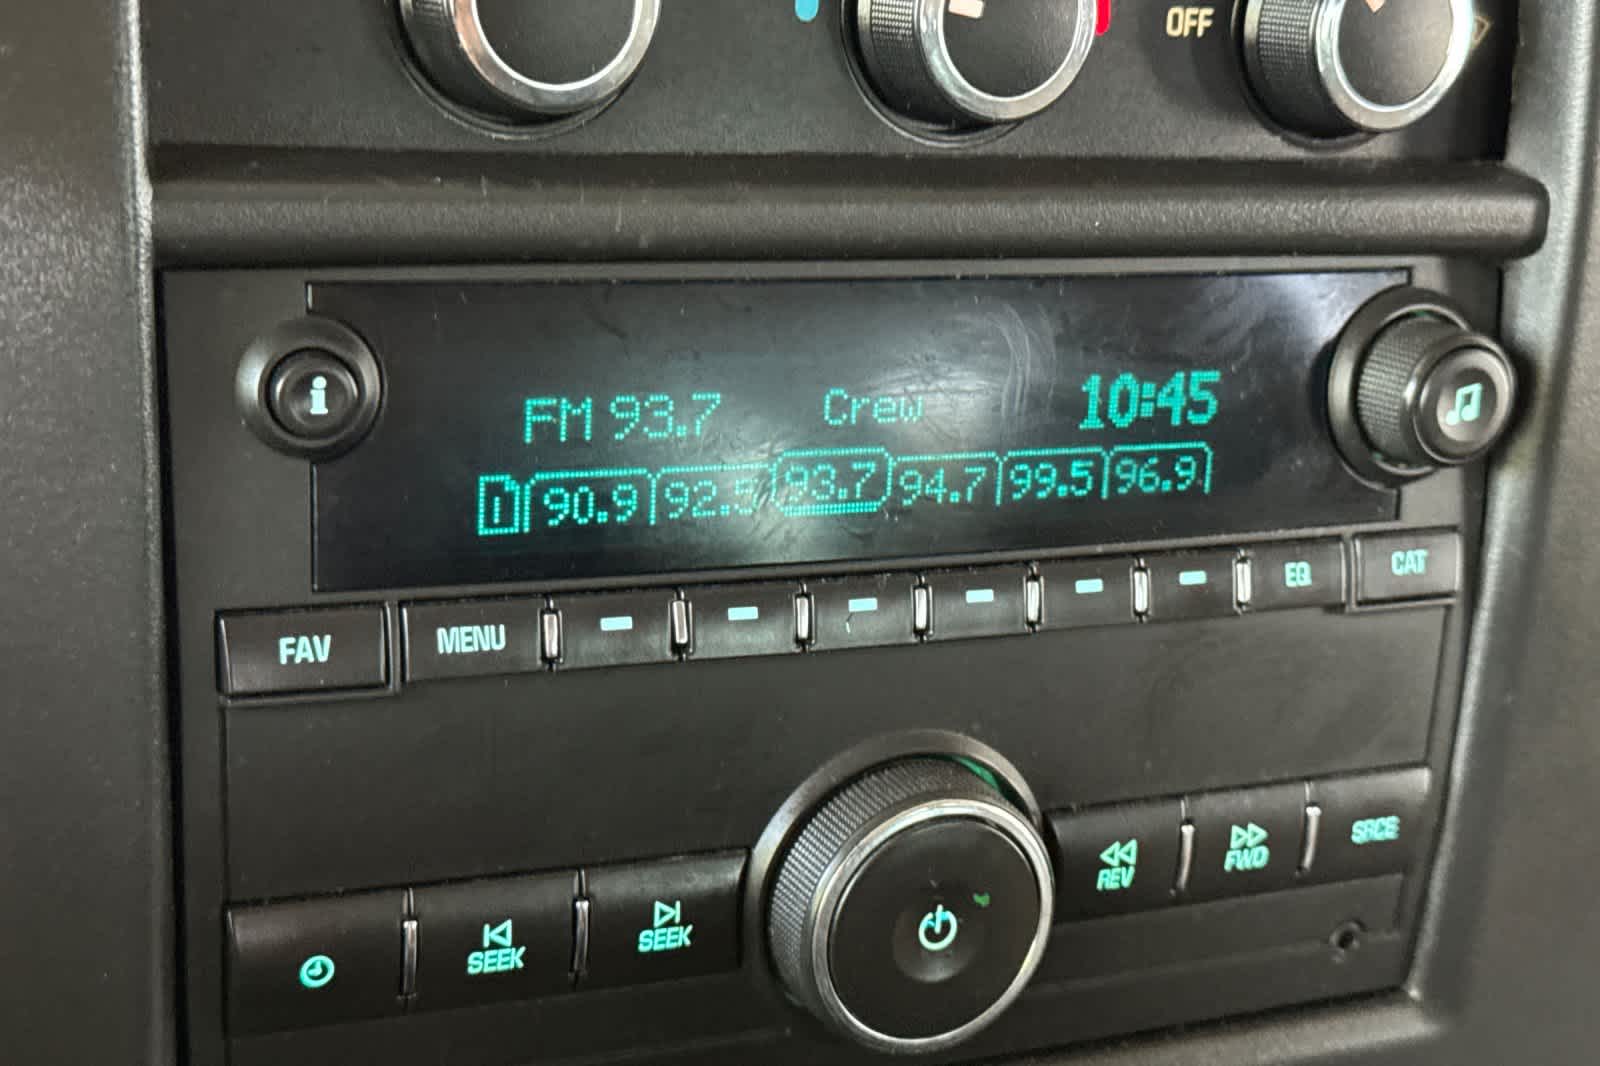 OFF
i
FM 93.7 Crew 10:45
1 90.9 92.5 93.7 94.7 99.5 96.9
FAV MENU EQ CAT
SEEK SEEK REV FWD SRCE